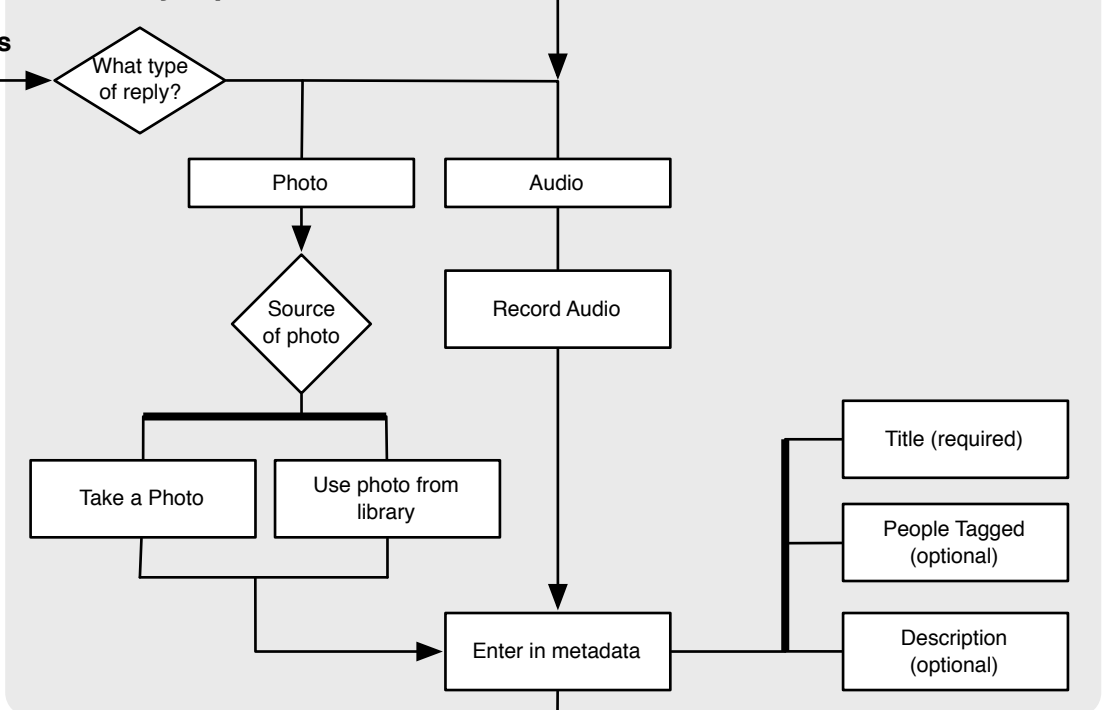 s
What type
of reply?
Photo
Audio
Source
of photo
Record Audio
Take a Photo
Use photo from
library
Title (required)
People Tagged
(optional)
Enter in metadata
Description
(optional)